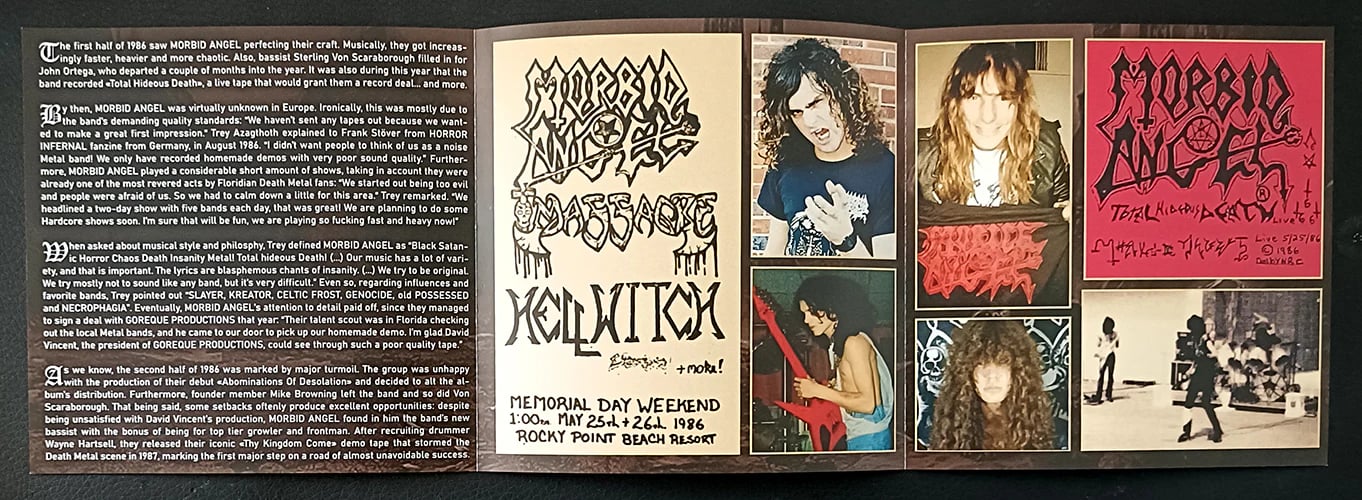 The first half of 1986 saw MORBID ANGEL perfecting their craft. Musically, they got increas-
ingly faster, heavier and more chaotic. Also, bassist Sterling Von Scaraborough filled in for
John Ortega, who departed a couple of months into the year. It was also during this year that the
band recorded «Total Hideous Death», a live tape that would grant them a record deal... and more.
By then, MORBID ANGEL was virtually unknown in Europe. Ironically, this was mostly due to
the band's demanding quality standards: "We haven't sent any tapes out because we want-
ed to make a great first impression." Trey Azagthoth explained to Frank Stöver from HORROR
INFERNAL fanzine from Germany, in August 1986. "I didn't want people to think of us as a noise
Metal band! We only have recorded homemade demos with very poor sound quality." Further-
more, MORBID ANGEL played a considerable short amount of shows, taking in account they were
already one of the most revered acts by Floridian Death Metal fans: "We started out being too evil
and people were afraid of us. So we had to calm down a little for this area." Trey remarked. "We
headlined a two-day show with five bands each day, that was great! We are planning to do some
Hardcore shows soon. I'm sure that will be fun, we are playing so fucking fast and heavy now!"
When asked about musical style and philosphy, Trey defined MORBID ANGEL as "Black Satan-
ic Horror Chaos Death Insanity Metal! Total hideous Death! (...) Our music has a lot of vari-
ety, and that is important. The lyrics are blasphemous chants of insanity. (...) We try to be original.
We try mostly not to sound like any band, but it's very difficult." Even so, regarding influences and
favorite bands, Trey pointed out "SLAYER, KREATOR, CELTIC FROST, GENOCIDE, old POSSESSED
and NECROPHAGIA". Eventually, MORBID ANGEL's attention to detail paid off, since they managed
to sign a deal with GOREQUE PRODUCTIONS that year: "Their talent scout was in Florida checking
out the local Metal bands, and he came to our door to pick up our homemade demo. I'm glad David
Vincent, the president of GOREQUE PRODUCTIONS, could see through such a poor quality tape."
As we know, the second half of 1986 was marked by major turmoil. The group was unhappy
with the production of their debut «Abominations Of Desolation» and decided to alt the al-
bum's distribution. Furthermore, founder member Mike Browning left the band and so did Von
Scaraborough. That being said, some setbacks oftenly produce excellent opportunities: despite
being unsatisfied with David Vincent's production, MORBID ANGEL found in him the band's new
bassist with the bonus of being for top tier growler and frontman. After recruiting drummer
Wayne Hartsell, they released their iconic «Thy Kingdom Come» demo tape that stormed the
Death Metal scene in 1987, marking the first major step on a road of almost unavoidable success.
MORBID
ANGEL
MASSACRE
HELLWITCH
+ more!
MEMORIAL DAY WEEKEND
1:00pm MAY 25th + 26th 1986
ROCKY POINT BEACH RESORT
MORBID
ANGEL
MORBID
ANGEL
®
TOTAL HIDEOUS DEATH
Live 5/25/86
© 1986
Dolby NR C